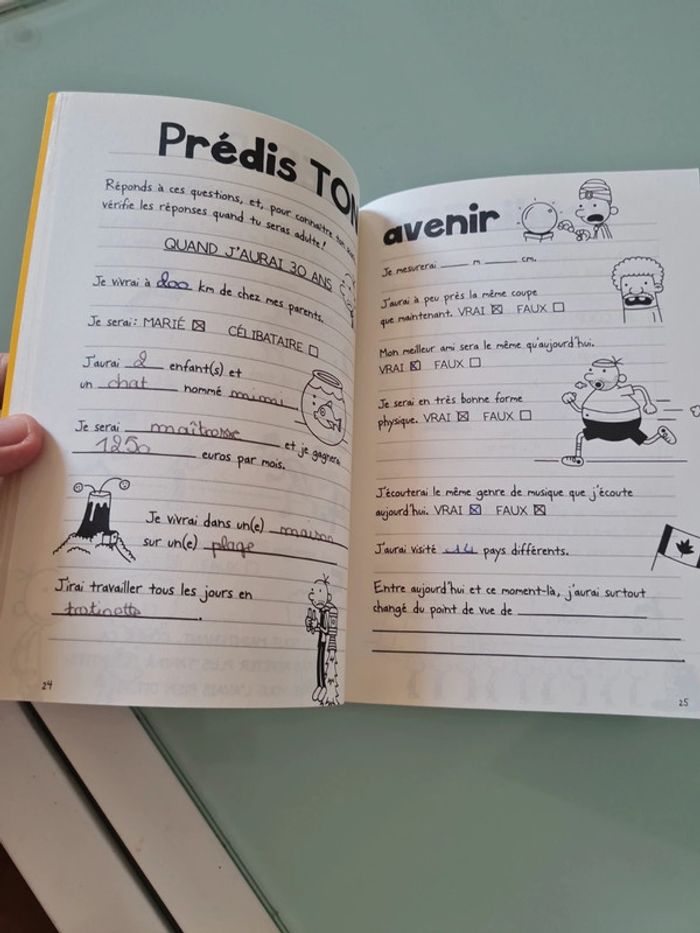 Prédis TON
Réponds à ces questions, et, pour connaître ton
vérifie les réponses quand tu seras adulte!
QUAND J'AURAI 30 ANS
Je vivrai à 200 km de chez mes parents.
Je serai: MARIÉ ☒ CÉLIBATAIRE ☐
J'aurai 2 enfant(s) et
un chat nommé mimi
Je serai maîtrosse et je gagnerai
1250 euros par mois.
Je vivrai dans un(e) maison
sur un(e) plage
J'irai travailler tous les jours en
trotinette.
24
avenir
Je mesurerai ____ m ____ cm.
J'aurai à peu près la même coupe
que maintenant. VRAI ☒ FAUX ☐
Mon meilleur ami sera le même qu'aujourd'hui.
VRAI ☒ FAUX ☐
Je serai en très bonne forme
physique. VRAI ☒ FAUX ☐
J'écouterai le même genre de musique que j'écoute
aujourd'hui. VRAI ☒ FAUX ☒
J'aurai visité 14 pays différents.
Entre aujourd'hui et ce moment-là, j'aurai surtout
changé du point de vue de
25